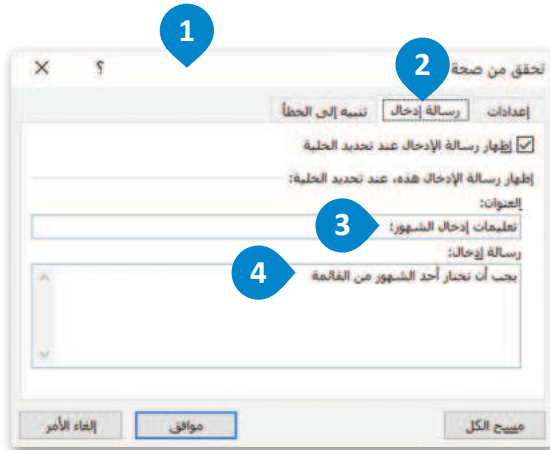 1
تحقق من صحة
2
؟
إعدادات
رسالة إدخال
تنبيه إلى الخطأ
إظهار رسالة الإدخال عند تحديد الخلية
إظهار رسالة الإدخال هذه، عند تحديد الخلية:
العنوان:
تعليمات إدخال الشهور:
3
رسالة إدخال:
يجب أن تختار أحد الشهور من القائمة
4
مسح الكل
موافق
إلغاء الأمر